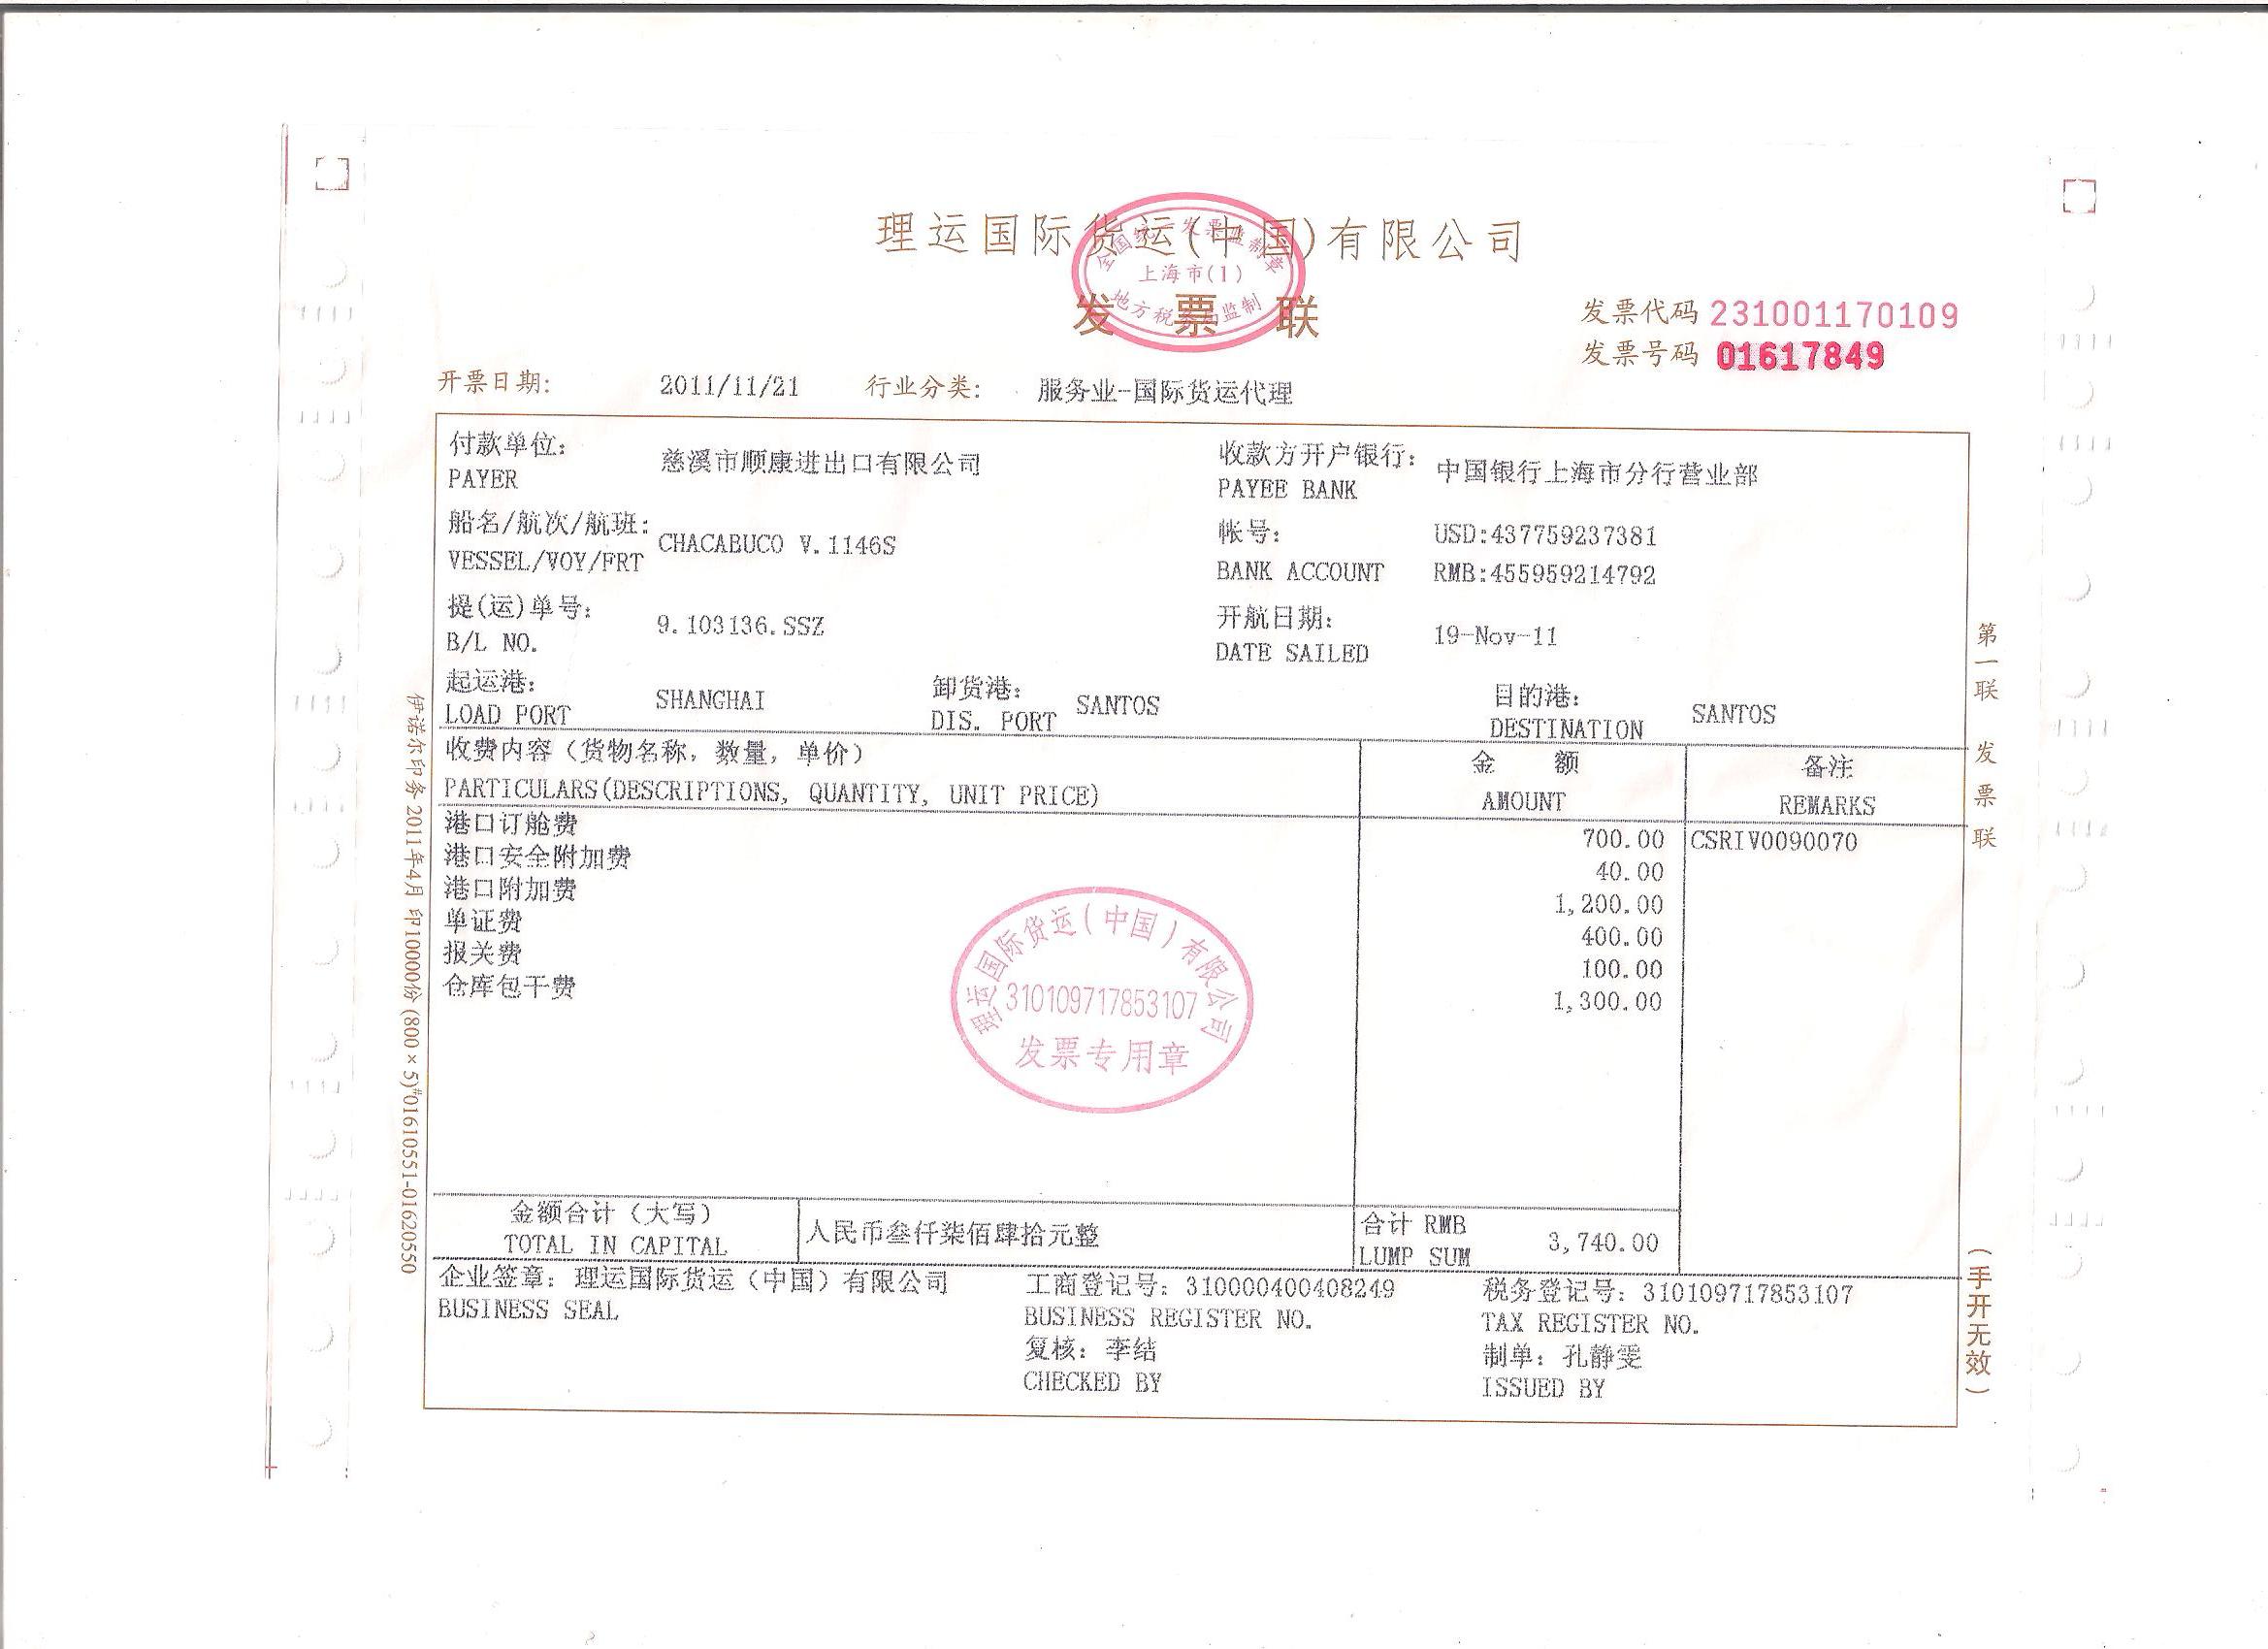 理运国际货运(中国)有限公司
全国统一发票监制章
上海市(1)
地方税务局监制
发 票 联
发票代码 231001170109
发票号码 01617849
开票日期: 2011/11/21 行业分类: 服务业-国际货运代理
付款单位: 慈溪市顺康进出口有限公司 收款方开户银行: 中国银行上海市分行营业部
PAYER PAYEE BANK
船名/航次/航班: CHACABUCO V.1146S 帐号: USD:437759237381
VESSEL/VOY/FRT BANK ACCOUNT RMB:455959214792
提(运)单号: 9.103136.SSZ 开航日期: 19-Nov-11
B/L NO. DATE SAILED
起运港: SHANGHAI 卸货港: SANTOS 目的港: SANTOS
LOAD PORT DIS. PORT DESTINATION
收费内容（货物名称, 数量, 单价） 金 额 备注
PARTICULARS(DESCRIPTIONS, QUANTITY, UNIT PRICE) AMOUNT REMARKS
港口订舱费 700.00 CSRIV0090070
港口安全附加费 40.00
港口附加费 1,200.00
单证费 400.00
报关费 100.00
仓库包干费 1,300.00
理运国际货运(中国)有限公司
310109717853107
发票专用章
金额合计（大写） 人民币叁仟柒佰肆拾元整 合计 RMB 3,740.00
TOTAL IN CAPITAL LUMP SUM
企业签章: 理运国际货运（中国）有限公司 工商登记号: 310000400408249 税务登记号: 310109717853107
BUSINESS SEAL BUSINESS REGISTER NO. TAX REGISTER NO.
复核: 李结 制单: 孔静雯
CHECKED BY ISSUED BY
第一联 发票联
(手开无效)
伊诺尔印务 2011年4月 印10000份 (800×5)#01610551-01620550